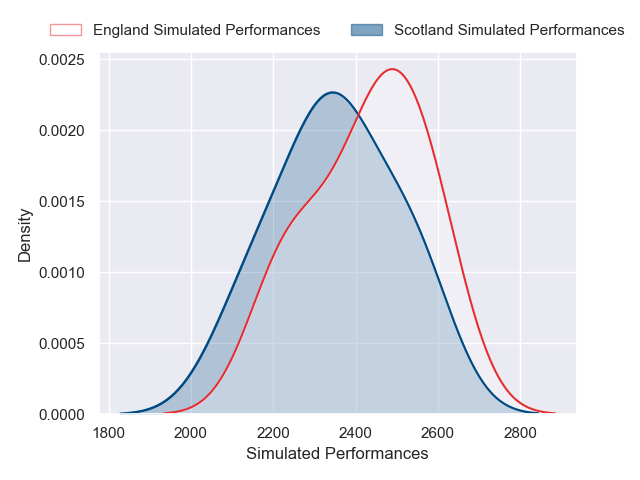 England Simulated Performances
Scotland Simulated Performances
0.0025
0.0020
0.0015
0.0010
0.0005
0.0000
Density
1800 2000 2200 2400 2600 2800
Simulated Performances